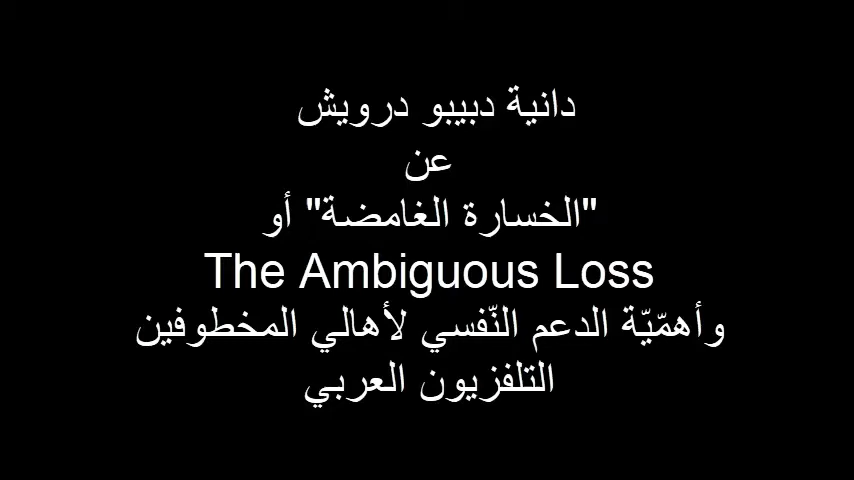 دانية دبيبو درويش
عن
"الخسارة الغامضة" أو
The Ambiguous Loss
وأهمّيّة الدعم النّفسي لأهالي المخطوفين
التلفزيون العربي